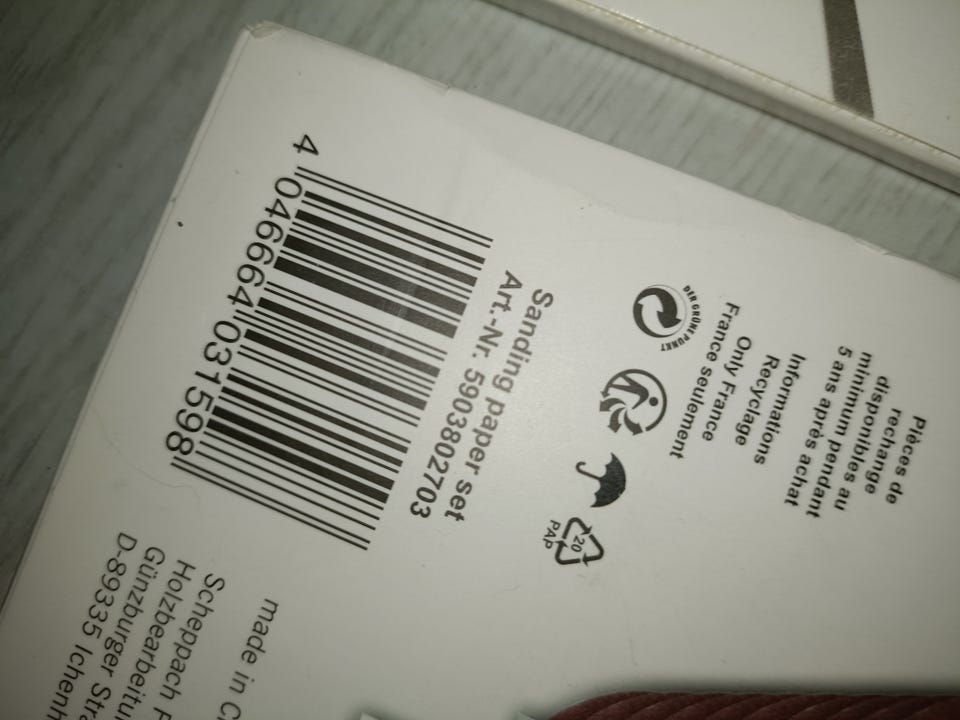 Pièces de
rechange
disponibles au
minimum pendant
5 ans après achat
Informations
Recyclage
Only France
France seulement
DER GRÜNE PUNKT
20
PAP
Sanding paper set
Art.-Nr. 5903802703
4 046664 031598
made in
Scheppach
Holzbearbeitu
Günzburger Str
D-89335 Ichenh